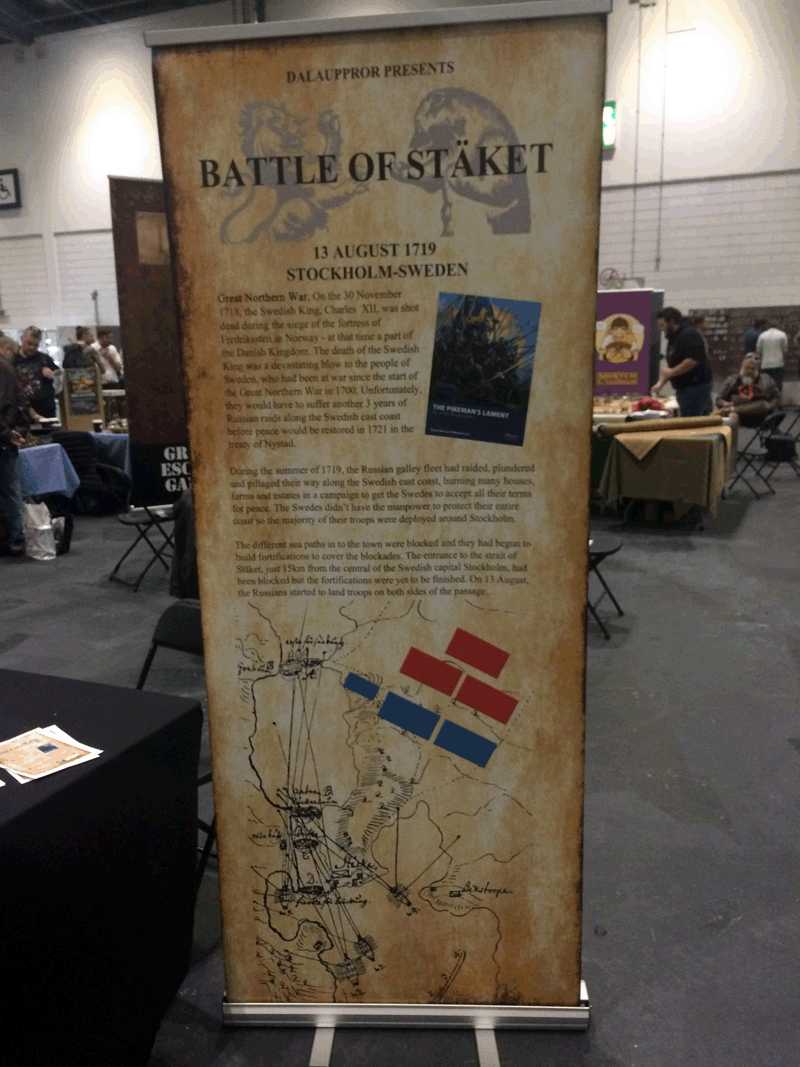 DALAUPPROR PRESENTS
BATTLE OF STÄKET
13 AUGUST 1719
STOCKHOLM-SWEDEN
Great Northern War. On the 30 November
1718, the Swedish King, Charles XII, was shot
dead during the siege of the fortress of
Fredrikssten in Norway - at that time a part of
the Danish Kingdom. The death of the Swedish
King was a devastating blow to the people of
Sweden, who had been at war since the start of
the Great Northern War in 1700. Unfortunately,
they would have to suffer another 3 years of
Russian raids along the Swedish east coast
before peace would be restored in 1721 in the
treaty of Nystad.
THE PIKEMAN'S LAMENT
During the summer of 1719, the Russian galley fleet had raided, plundered
and pillaged their way along the Swedish east coast, burning many houses,
farms and estates in a campaign to get the Swedes to accept all their terms
for peace. The Swedes didn't have the manpower to protect their entire
coast so the majority of their troops were deployed around Stockholm.
The different sea paths in to the town were blocked and they had begun to
build fortifications to cover the blockades. The entrance to the strait of
Stäket, just 15km from the central of the Swedish capital Stockholm, had
been blocked but the fortifications were yet to be finished. On 13 August,
the Russians started to land troops on both sides of the passage..
GR
ESC
GA